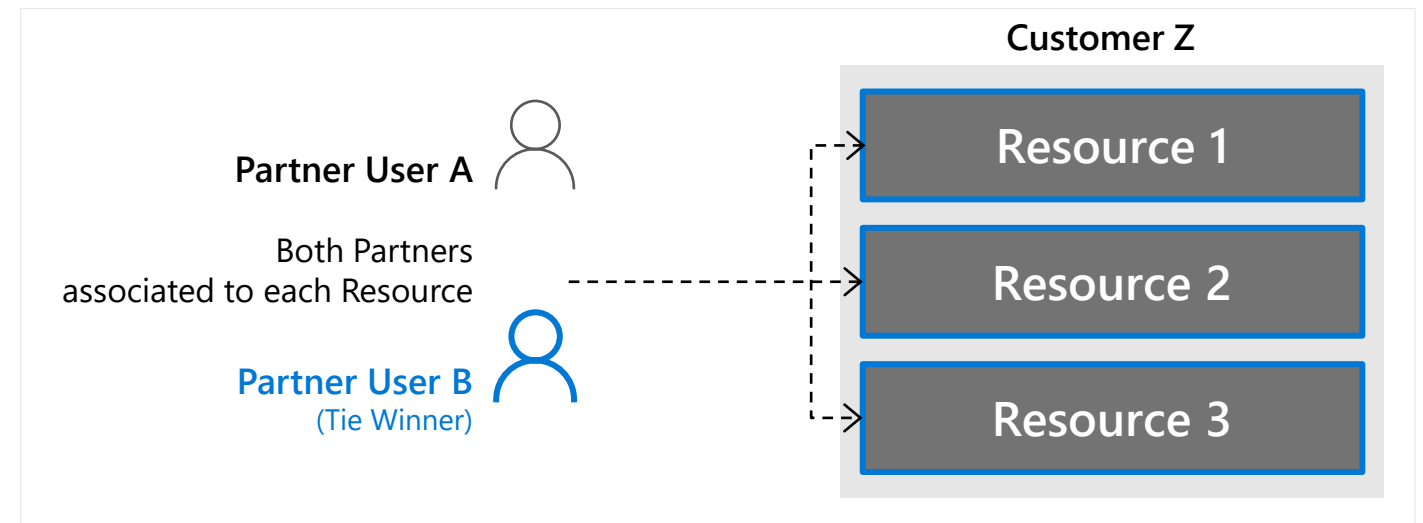 Customer Z
Partner User A
Both Partners
associated to each Resource
Partner User B
(Tie Winner)
Resource 1
Resource 2
Resource 3